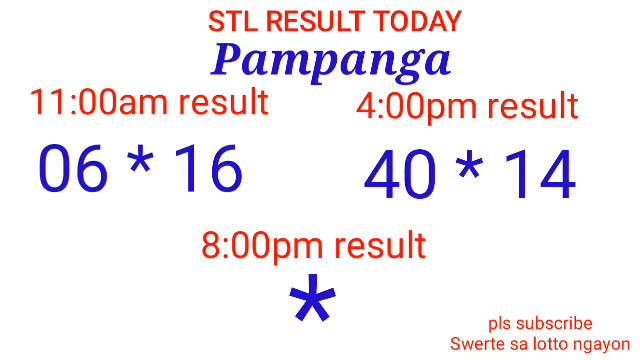 STL RESULT TODAY
Pampanga
11:00am result
06 * 16
4:00pm result
40 * 14
8:00pm result
*
pls subscribe
Swerte sa lotto ngayon